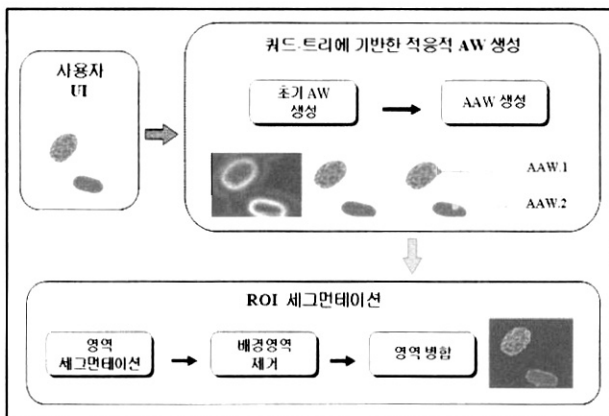 사용자
UI
쿼드-트리에 기반한 적응적 AW 생성
초기 AW
생성
AAW 생성
AAW.1
AAW.2
ROI 세그먼테이션
영역
세그먼테이션
배경영역
제거
영역 병합